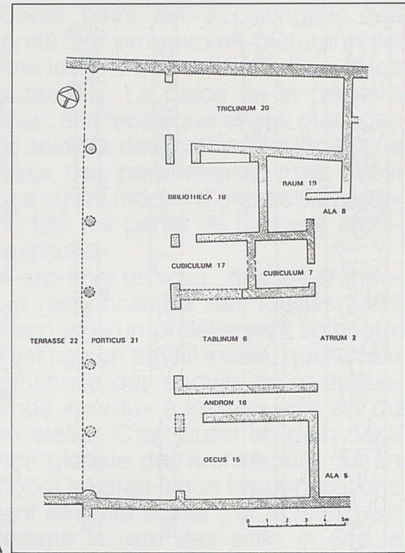 TRICLINIUM 20
RAUM 19
BIBLIOTHECA 18
ALA 8
CUBICULUM 17
CUBICULUM 7
TERRASSE 22
PORTICUS 21
TABLINUM 6
ATRIUM 2
ANDRON 16
OECUS 15
ALA 5
0 1 2 3 4 5m